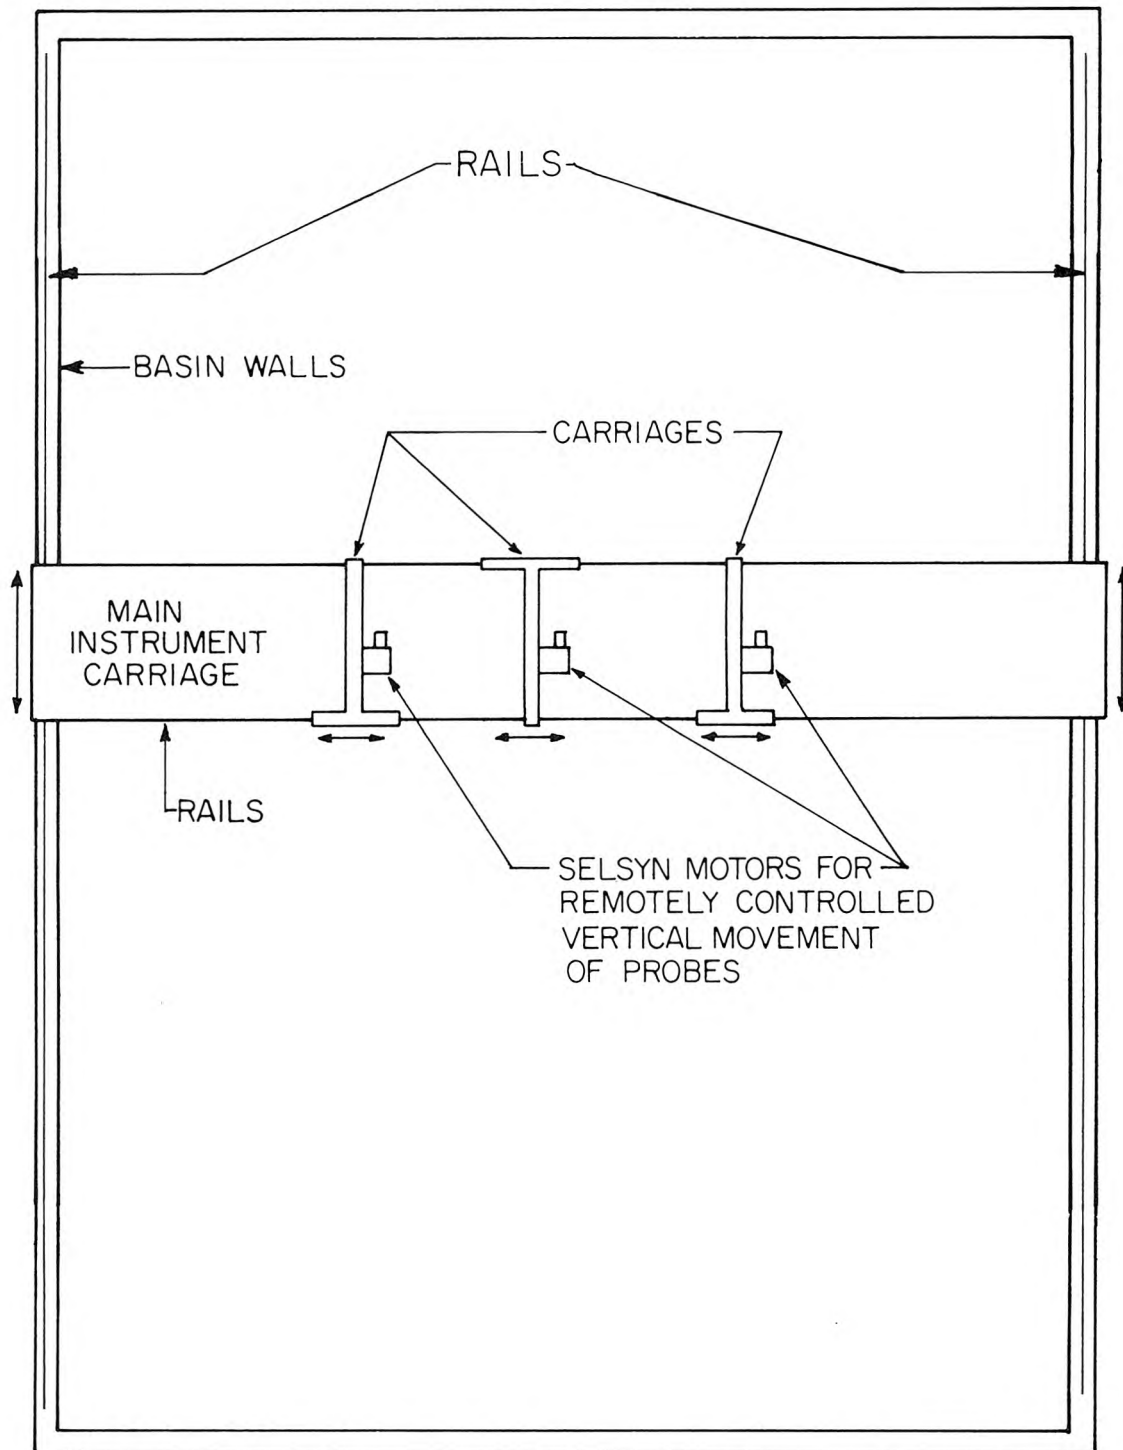 RAILS
BASIN WALLS
CARRIAGES
MAIN
INSTRUMENT
CARRIAGE
RAILS
SELSYN MOTORS FOR
REMOTELY CONTROLLED
VERTICAL MOVEMENT
OF PROBES